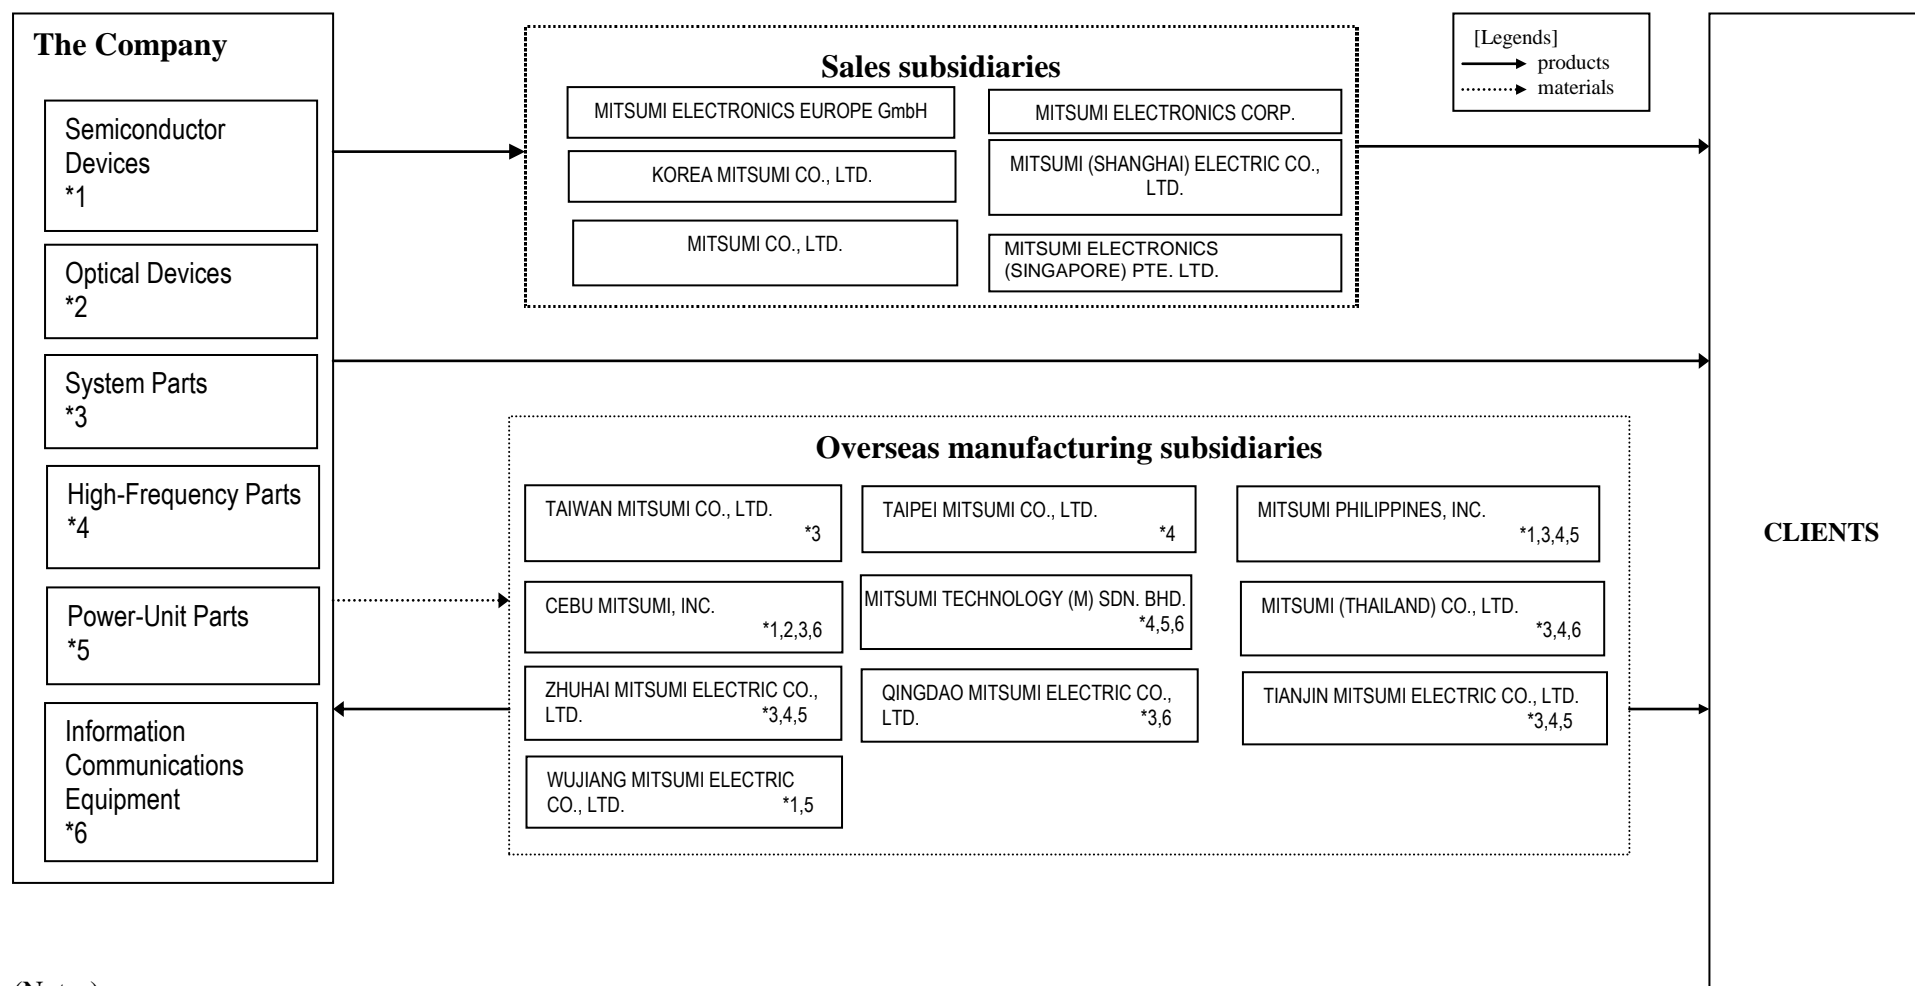 The Company
Semiconductor
Devices
*1
Optical Devices
*2
System Parts
*3
High-Frequency Parts
*4
Power-Unit Parts
*5
Information
Communications
Equipment
*6
Sales subsidiaries
MITSUMI ELECTRONICS EUROPE GmbH
MITSUMI ELECTRONICS CORP.
KOREA MITSUMI CO., LTD.
MITSUMI (SHANGHAI) ELECTRIC CO.,
LTD.
MITSUMI CO., LTD.
MITSUMI ELECTRONICS
(SINGAPORE) PTE. LTD.
[Legends]
products
materials
Overseas manufacturing subsidiaries
TAIWAN MITSUMI CO., LTD.
*3
TAIPEI MITSUMI CO., LTD.
*4
MITSUMI PHILIPPINES, INC.
*1,3,4,5
CEBU MITSUMI, INC.
*1,2,3,6
MITSUMI TECHNOLOGY (M) SDN. BHD.
*4,5,6
MITSUMI (THAILAND) CO., LTD.
*3,4,6
ZHUHAI MITSUMI ELECTRIC CO.,
LTD. *3,4,5
QINGDAO MITSUMI ELECTRIC CO.,
LTD. *3,6
TIANJIN MITSUMI ELECTRIC CO., LTD.
*3,4,5
WUJIANG MITSUMI ELECTRIC
CO., LTD. *1,5
CLIENTS